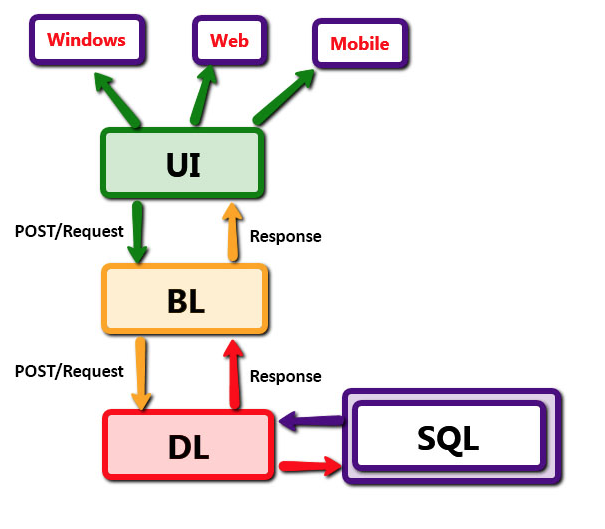 Windows
Web
Mobile
UI
POST/Request
Response
BL
POST/Request
Response
DL
SQL